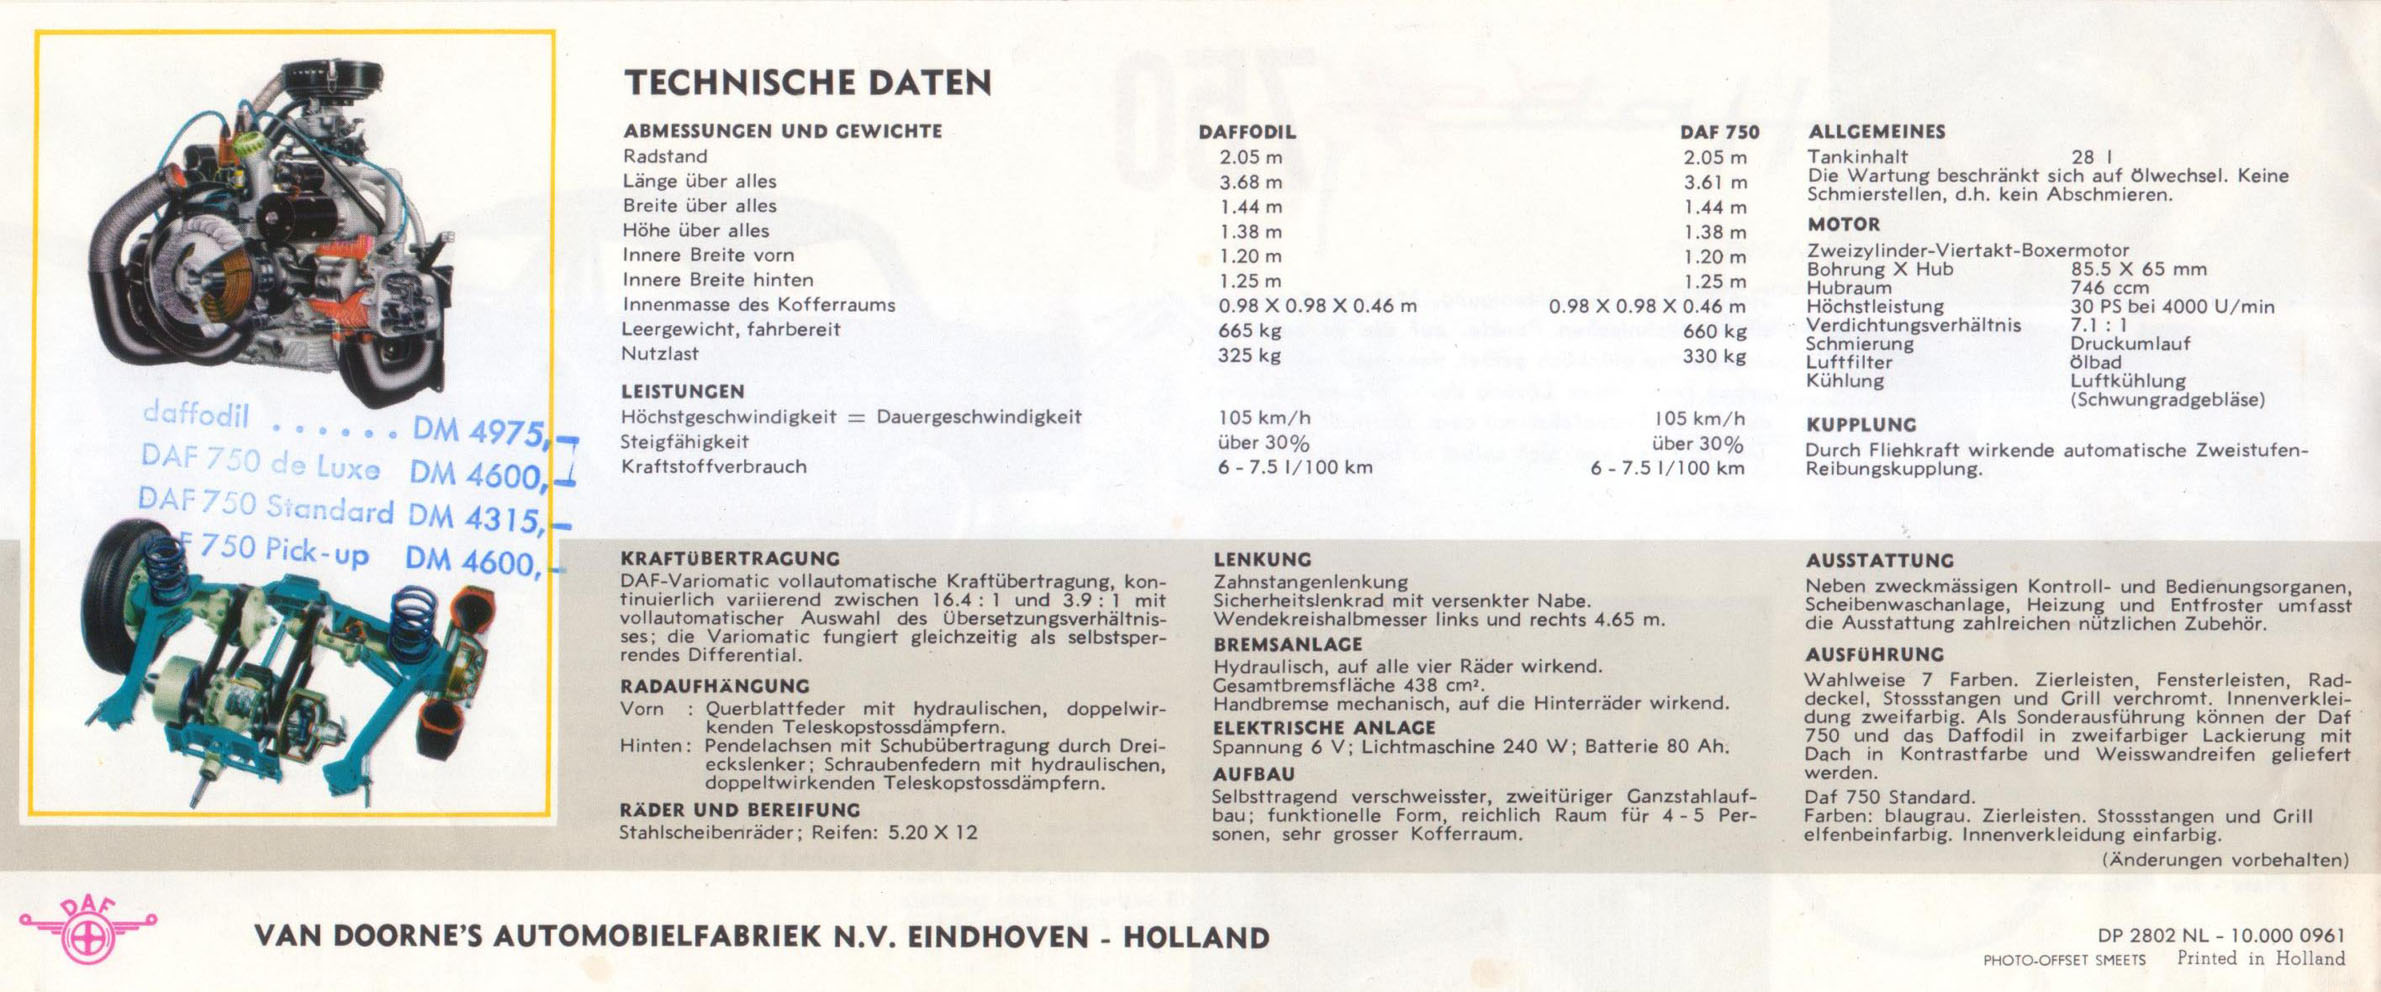 TECHNISCHE DATEN
ABMESSUNGEN UND GEWICHTE DAFFODIL DAF 750
Radstand 2.05 m 2.05 m
Länge über alles 3.68 m 3.61 m
Breite über alles 1.44 m 1.44 m
Höhe über alles 1.38 m 1.38 m
Innere Breite vorn 1.20 m 1.20 m
Innere Breite hinten 1.25 m 1.25 m
Innenmasse des Kofferraums 0.98 X 0.98 X 0.46 m 0.98 X 0.98 X 0.46 m
Leergewicht, fahrbereit 665 kg 660 kg
Nutzlast 325 kg 330 kg
LEISTUNGEN
Höchstgeschwindigkeit = Dauergeschwindigkeit 105 km/h 105 km/h
Steigfähigkeit über 30% über 30%
Kraftstoffverbrauch 6 - 7.5 l/100 km 6 - 7.5 l/100 km
ALLGEMEINES
Tankinhalt 28 l
Die Wartung beschränkt sich auf Ölwechsel. Keine
Schmierstellen, d.h. kein Abschmieren.
MOTOR
Zweizylinder-Viertakt-Boxermotor
Bohrung X Hub 85.5 X 65 mm
Hubraum 746 ccm
Höchstleistung 30 PS bei 4000 U/min
Verdichtungsverhältnis 7.1 : 1
Schmierung Druckumlauf
Luftfilter Ölbad
Kühlung Luftkühlung
(Schwungradgebläse)
KUPPLUNG
Durch Fliehkraft wirkende automatische Zweistufen-
Reibungskupplung.
daffodil . . . . . . DM 4975,-
DAF 750 de Luxe DM 4600,-
DAF 750 Standard DM 4315,-
750 Pick-up DM 4600,-
KRAFTÜBERTRAGUNG
DAF-Variomatic vollautomatische Kraftübertragung, kon-
tinuierlich variierend zwischen 16.4 : 1 und 3.9 : 1 mit
vollautomatischer Auswahl des Übersetzungsverhältnis-
ses; die Variomatic fungiert gleichzeitig als selbstsper-
rendes Differential.
RADAUFHÄNGUNG
Vorn : Querblattfeder mit hydraulischen, doppelwir-
kenden Teleskopstossdämpfern.
Hinten: Pendelachsen mit Schubübertragung durch Drei-
eckslenker; Schraubenfedern mit hydraulischen,
doppeltwirkenden Teleskopstossdämpfern.
RÄDER UND BEREIFUNG
Stahlscheibenräder; Reifen: 5.20 X 12
LENKUNG
Zahnstangenlenkung
Sicherheitslenkrad mit versenkter Nabe.
Wendekreishalbmesser links und rechts 4.65 m.
BREMSANLAGE
Hydraulisch, auf alle vier Räder wirkend.
Gesamtbremsfläche 438 cm².
Handbremse mechanisch, auf die Hinterräder wirkend.
ELEKTRISCHE ANLAGE
Spannung 6 V; Lichtmaschine 240 W; Batterie 80 Ah.
AUFBAU
Selbsttragend verschweisster, zweitüriger Ganzstahlauf-
bau; funktionelle Form, reichlich Raum für 4 - 5 Per-
sonen, sehr grosser Kofferraum.
AUSSTATTUNG
Neben zweckmässigen Kontroll- und Bedienungsorganen,
Scheibenwaschanlage, Heizung und Entfroster umfasst
die Ausstattung zahlreichen nützlichen Zubehör.
AUSFÜHRUNG
Wahlweise 7 Farben. Zierleisten, Fensterleisten, Rad-
deckel, Stossstangen und Grill verchromt. Innenverklei-
dung zweifarbig. Als Sonderausführung können der Daf
750 und das Daffodil in zweifarbiger Lackierung mit
Dach in Kontrastfarbe und Weisswandreifen geliefert
werden.
Daf 750 Standard.
Farben: blaugrau. Zierleisten. Stossstangen und Grill
elfenbeinfarbig. Innenverkleidung einfarbig.
(Änderungen vorbehalten)
DAF
VAN DOORNE'S AUTOMOBIELFABRIEK N.V. EINDHOVEN - HOLLAND
DP 2802 NL - 10.000 0961
PHOTO-OFFSET SMEETS Printed in Holland